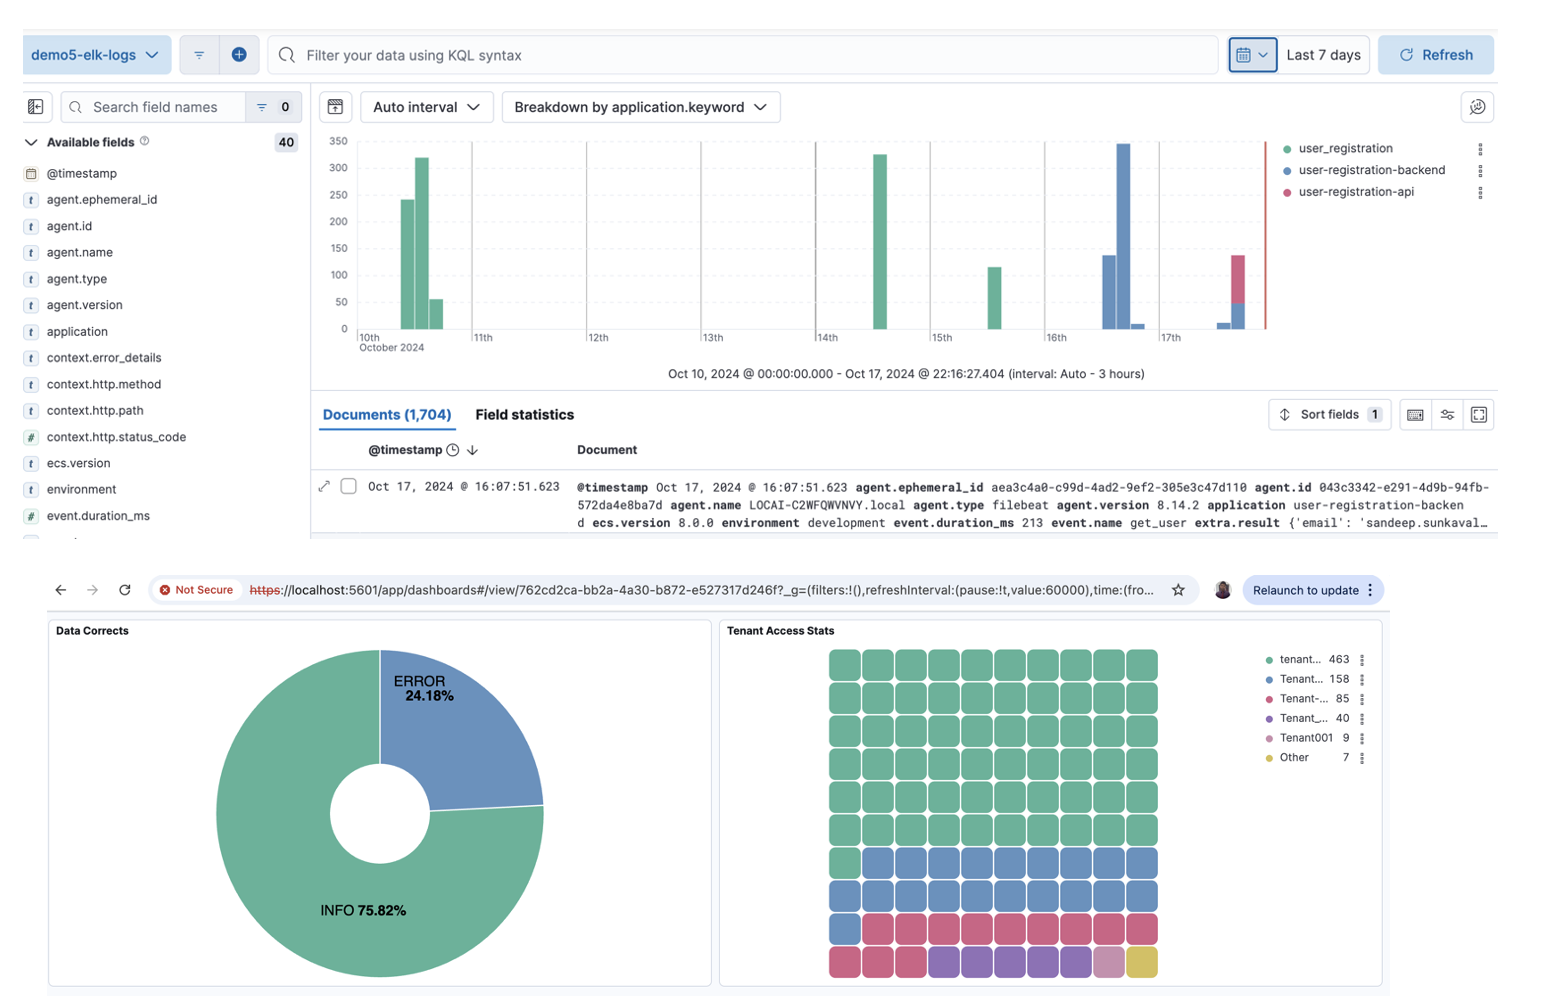 demo5-elk-logs
Filter your data using KQL syntax
Last 7 days
Refresh
Search field names
0
Auto interval
Breakdown by application.keyword
Available fields
40
@timestamp
t agent.ephemeral_id
t agent.id
t agent.name
t agent.type
t agent.version
t application
t context.error_details
t context.http.method
t context.http.path
# context.http.status_code
t ecs.version
t environment
# event.duration_ms
350
300
250
200
150
100
50
0
10th
11th
12th
13th
14th
15th
16th
17th
October 2024
user_registration
user-registration-backend
user-registration-api
Oct 10, 2024 @ 00:00:00.000 - Oct 17, 2024 @ 22:16:27.404 (interval: Auto - 3 hours)
Documents (1,704)
Field statistics
Sort fields 1
@timestamp
Document
Oct 17, 2024 @ 16:07:51.623
@timestamp Oct 17, 2024 @ 16:07:51.623 agent.ephemeral_id aea3c4a0-c99d-4ad2-9ef2-305e3c47d110 agent.id 043c3342-e291-4d9b-94fb-
572da4e8ba7d agent.name LOCAI-C2WFQWVNVY.local agent.type filebeat agent.version 8.14.2 application user-registration-backen
d ecs.version 8.0.0 environment development event.duration_ms 213 event.name get_user extra.result {'email': 'sandeep.sunkaval…
Not Secure
https://localhost:5601/app/dashboards#/view/762cd2ca-bb2a-4a30-b872-e527317d246f?_g=(filters:!(),refreshInterval:(pause:!t,value:60000),time:(fro...
Relaunch to update
Data Corrects
ERROR
24.18%
INFO 75.82%
Tenant Access Stats
tenant... 463
Tenant... 158
Tenant-... 85
Tenant_... 40
Tenant001 9
Other 7